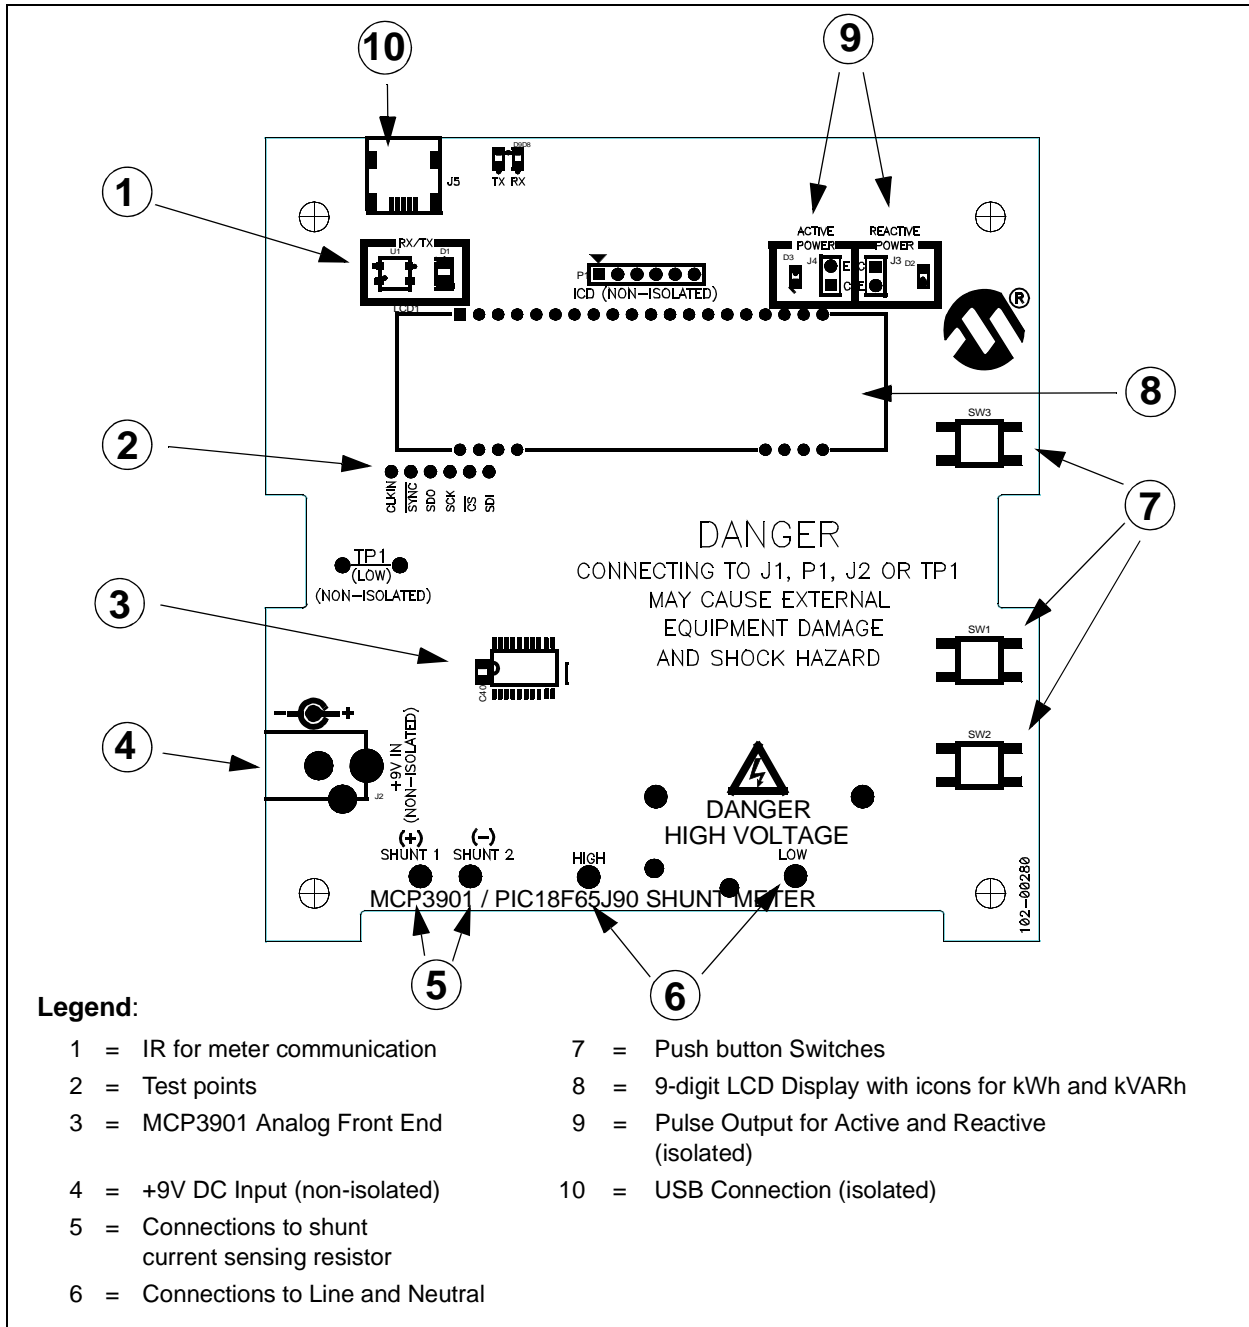 10
9
1
D9D8
J5
TX RX
RX/TX
U1
D1
LCD1
P1
ICD (NON-ISOLATED)
ACTIVE POWER
REACTIVE POWER
D3
J4
J3
D2
®
8
2
CLKIN
SYNC
SDO
SCK
CS
SDI
SW3
7
DANGER
CONNECTING TO J1, P1, J2 OR TP1
MAY CAUSE EXTERNAL
EQUIPMENT DAMAGE
AND SHOCK HAZARD
TP1
(LOW)
(NON-ISOLATED)
3
C40
SW1
4
- +
+9V IN
(NON-ISOLATED)
J2
SW2
DANGER
HIGH VOLTAGE
(+)
SHUNT 1
(-)
SHUNT 2
HIGH
LOW
MCP3901 / PIC18F65J90 SHUNT METER
102-00280
5
6
Legend:
1 = IR for meter communication
2 = Test points
3 = MCP3901 Analog Front End
4 = +9V DC Input (non-isolated)
5 = Connections to shunt
current sensing resistor
6 = Connections to Line and Neutral
7 = Push button Switches
8 = 9-digit LCD Display with icons for kWh and kVARh
9 = Pulse Output for Active and Reactive
(isolated)
10 = USB Connection (isolated)